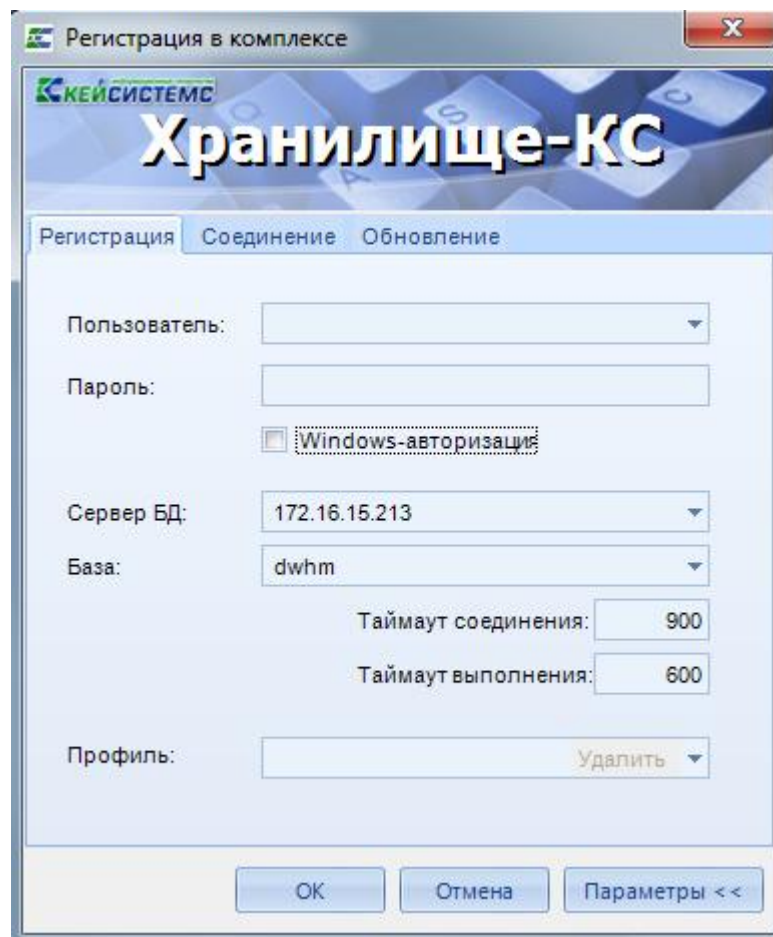 Регистрация в комплексе
КЕЙСИСТЕМС
Хранилище-КС
Регистрация Соединение Обновление
Пользователь:
Пароль:
Windows-авторизация
Сервер БД: 172.16.15.213
База: dwhm
Таймаут соединения: 900
Таймаут выполнения: 600
Профиль: Удалить
ОК Отмена Параметры <<